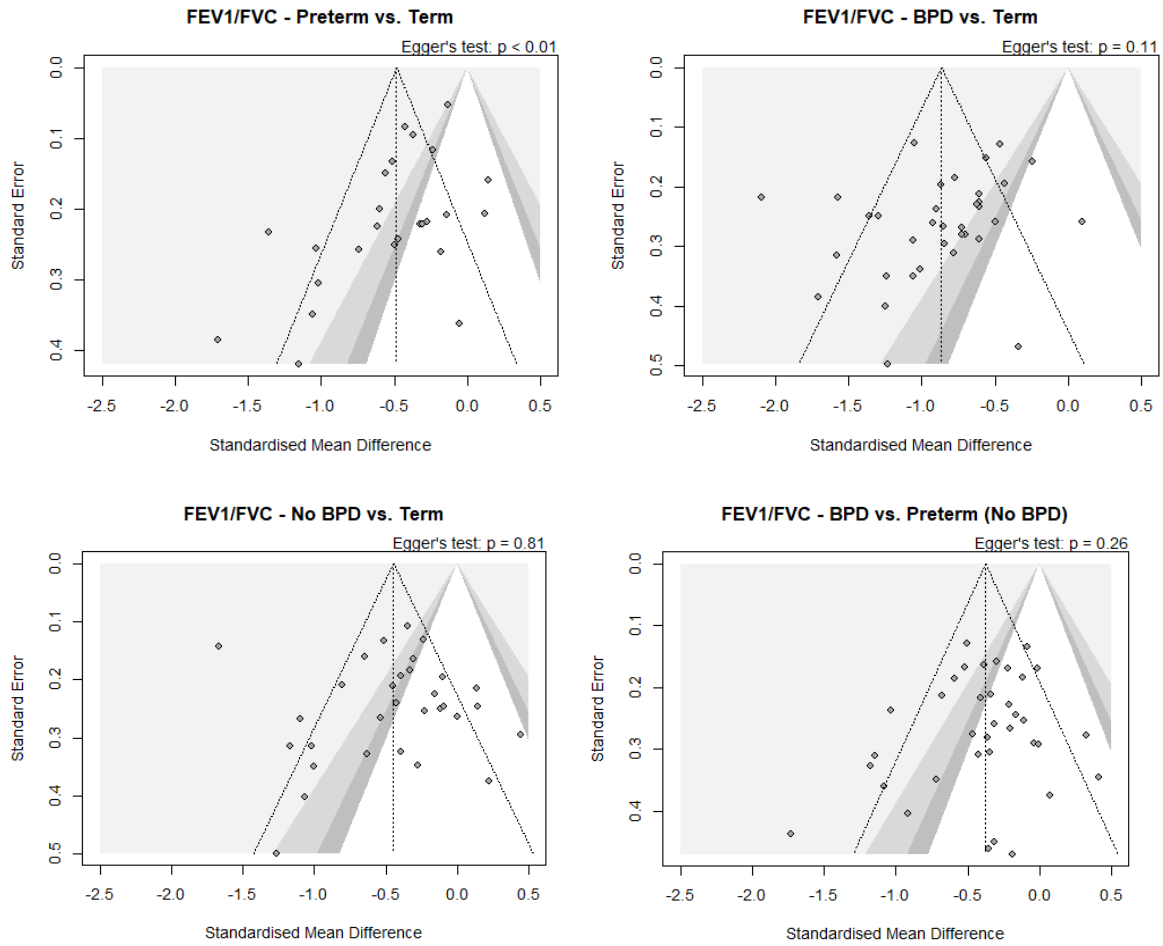 FEV1/FVC - Preterm vs. Term
Egger's test: p < 0.01
Standard Error
0.0
0.1
0.2
0.3
0.4
-2.5 -2.0 -1.5 -1.0 -0.5 0.0 0.5
Standardised Mean Difference
FEV1/FVC - BPD vs. Term
Egger's test: p = 0.11
Standard Error
0.0
0.1
0.2
0.3
0.4
0.5
-2.5 -2.0 -1.5 -1.0 -0.5 0.0 0.5
Standardised Mean Difference
FEV1/FVC - No BPD vs. Term
Egger's test: p = 0.81
Standard Error
0.0
0.1
0.2
0.3
0.4
0.5
-2.5 -2.0 -1.5 -1.0 -0.5 0.0 0.5
Standardised Mean Difference
FEV1/FVC - BPD vs. Preterm (No BPD)
Egger's test: p = 0.26
Standard Error
0.0
0.1
0.2
0.3
0.4
-2.5 -2.0 -1.5 -1.0 -0.5 0.0 0.5
Standardised Mean Difference